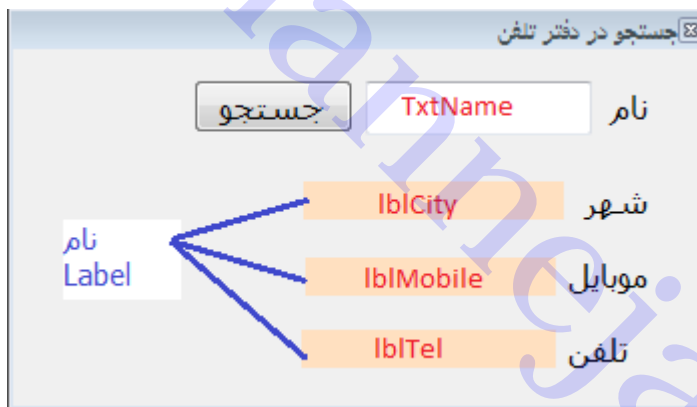 جستجو در دفتر تلفن
نام TxtName جستجو
شهر lblCity
نام
Label
موبایل lblMobile
تلفن lblTel